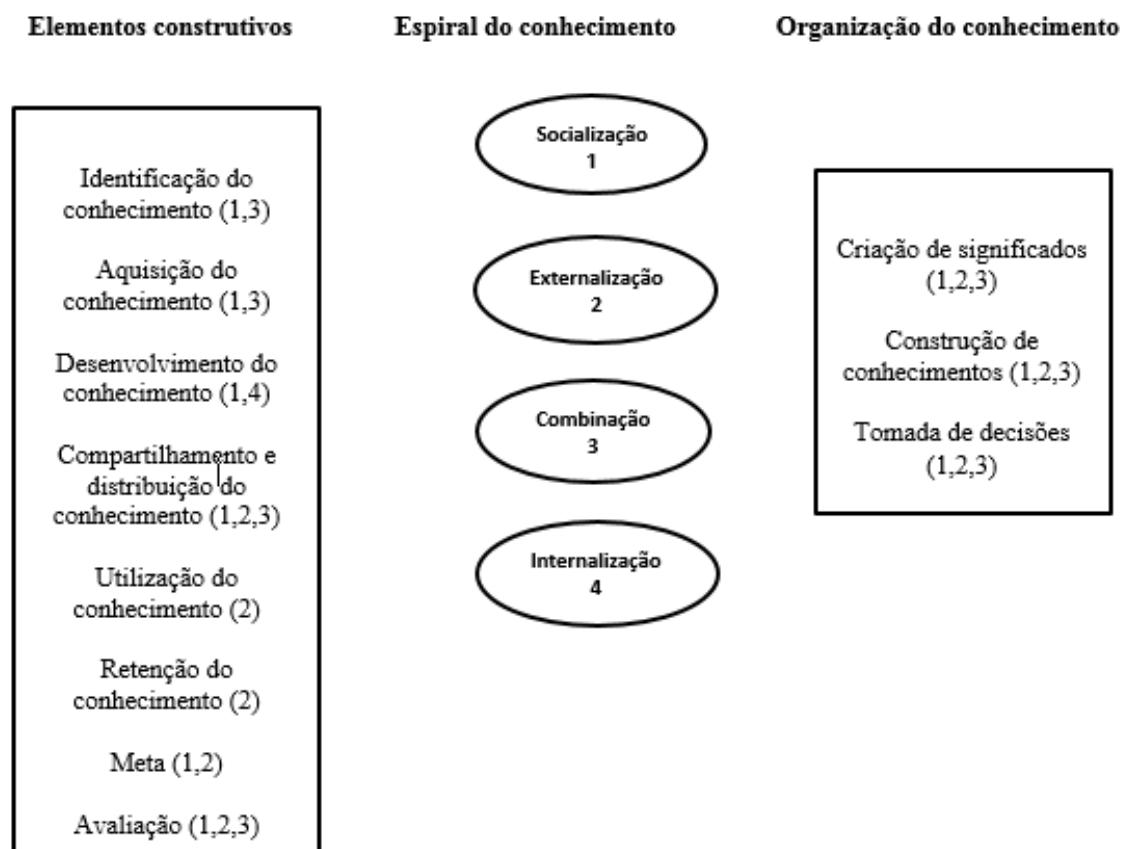 Elementos construtivos
Espiral do conhecimento
Organização do conhecimento
Identificação do
conhecimento (1,3)
Aquisição do
conhecimento (1,3)
Desenvolvimento do
conhecimento (1,4)
Compartilhamento e
distribuição do
conhecimento (1,2,3)
Utilização do
conhecimento (2)
Retenção do
conhecimento (2)
Meta (1,2)
Avaliação (1,2,3)
Socialização
1
Externalização
2
Combinação
3
Internalização
4
Criação de significados
(1,2,3)
Construção de
conhecimentos (1,2,3)
Tomada de decisões
(1,2,3)